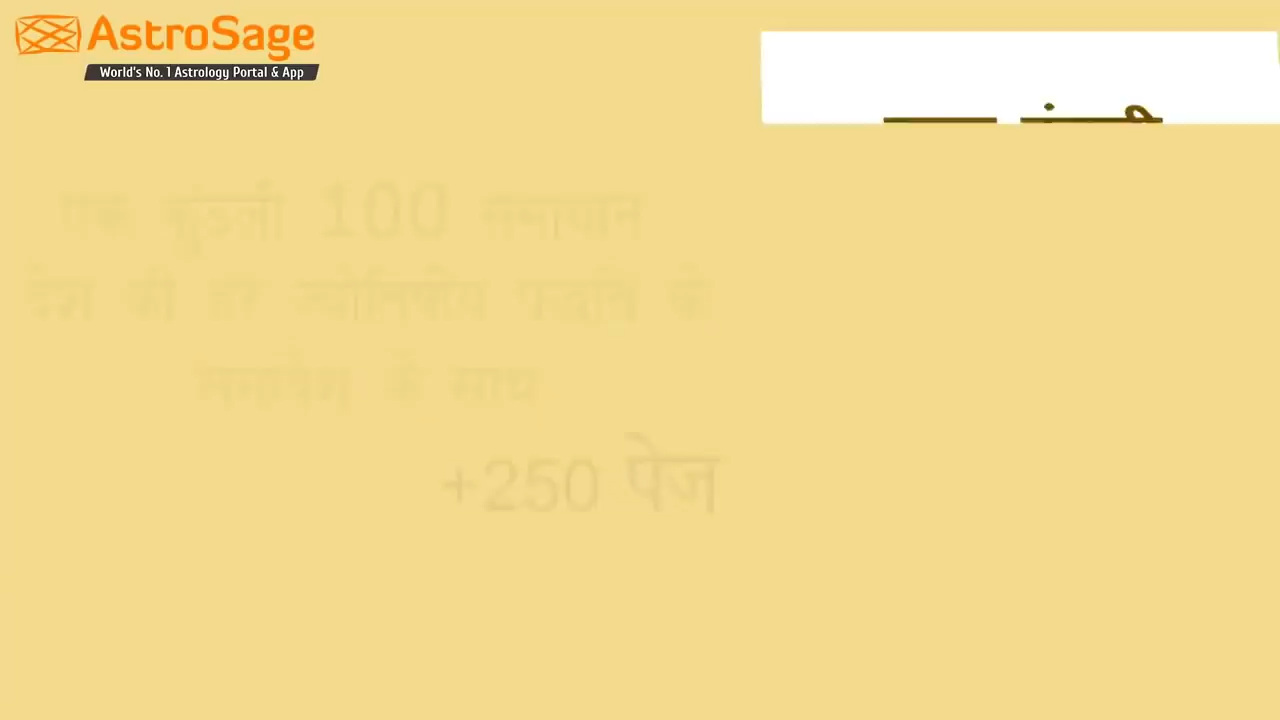 AstroSage
World's No. 1 Astrology Portal & App
एक कुंडली 100 समाधान
देश की हर ज्योतिषीय पद्धति के
समावेश के साथ
+250 पेज